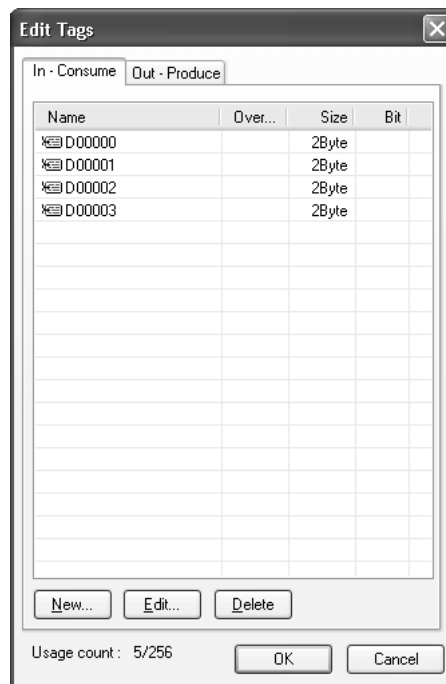 Edit Tags
In - Consume Out - Produce
Name Over... Size Bit
D00000 2Byte
D00001 2Byte
D00002 2Byte
D00003 2Byte
New... Edit... Delete
Usage count : 5/256
OK Cancel